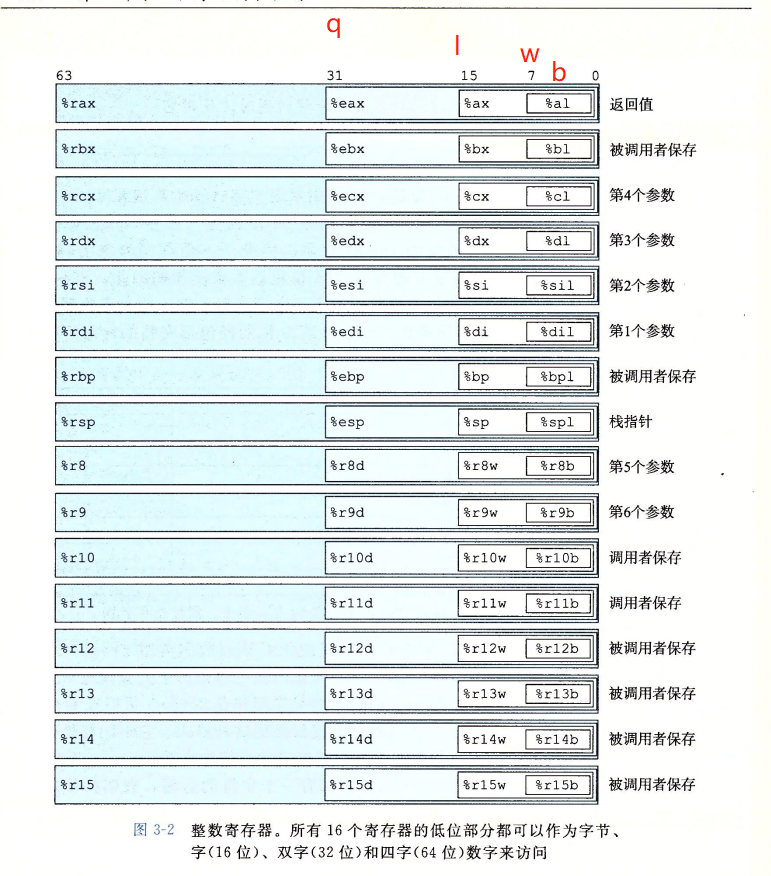 q
l
w
b
63 31 15 7 0
%rax %eax %ax %al 返回值
%rbx %ebx %bx %bl 被调用者保存
%rcx %ecx %cx %cl 第4个参数
%rdx %edx %dx %dl 第3个参数
%rsi %esi %si %sil 第2个参数
%rdi %edi %di %dil 第1个参数
%rbp %ebp %bp %bpl 被调用者保存
%rsp %esp %sp %spl 栈指针
%r8 %r8d %r8w %r8b 第5个参数
%r9 %r9d %r9w %r9b 第6个参数
%r10 %r10d %r10w %r10b 调用者保存
%r11 %r11d %r11w %r11b 调用者保存
%r12 %r12d %r12w %r12b 被调用者保存
%r13 %r13d %r13w %r13b 被调用者保存
%r14 %r14d %r14w %r14b 被调用者保存
%r15 %r15d %r15w %r15b 被调用者保存
图 3-2 整数寄存器。所有 16 个寄存器的低位部分都可以作为字节、
字(16 位)、双字(32 位)和四字(64 位)数字来访问